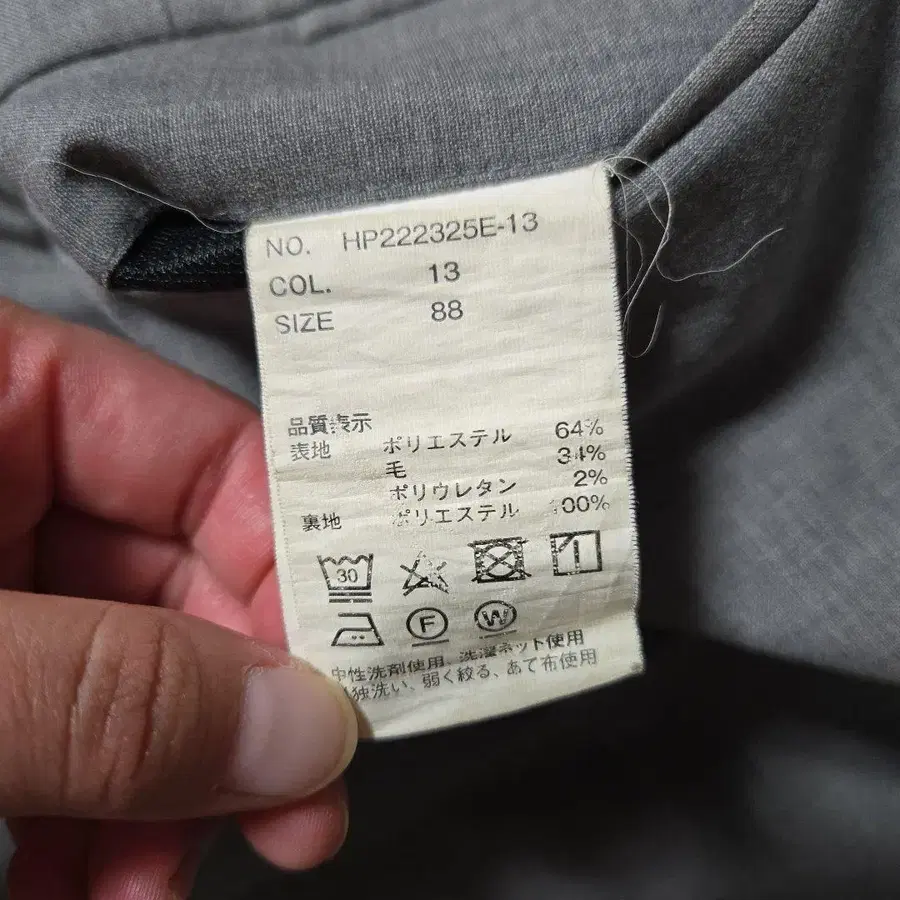 NO. HP222325E-13
COL. 13
SIZE 88
品質表示
表地 ポリエステル 64%
毛 34%
ポリウレタン 2%
裏地 ポリエステル 100%
30
F
W
中性洗剤使用 洗濯ネット使用
独洗い、弱く絞る、あて布使用